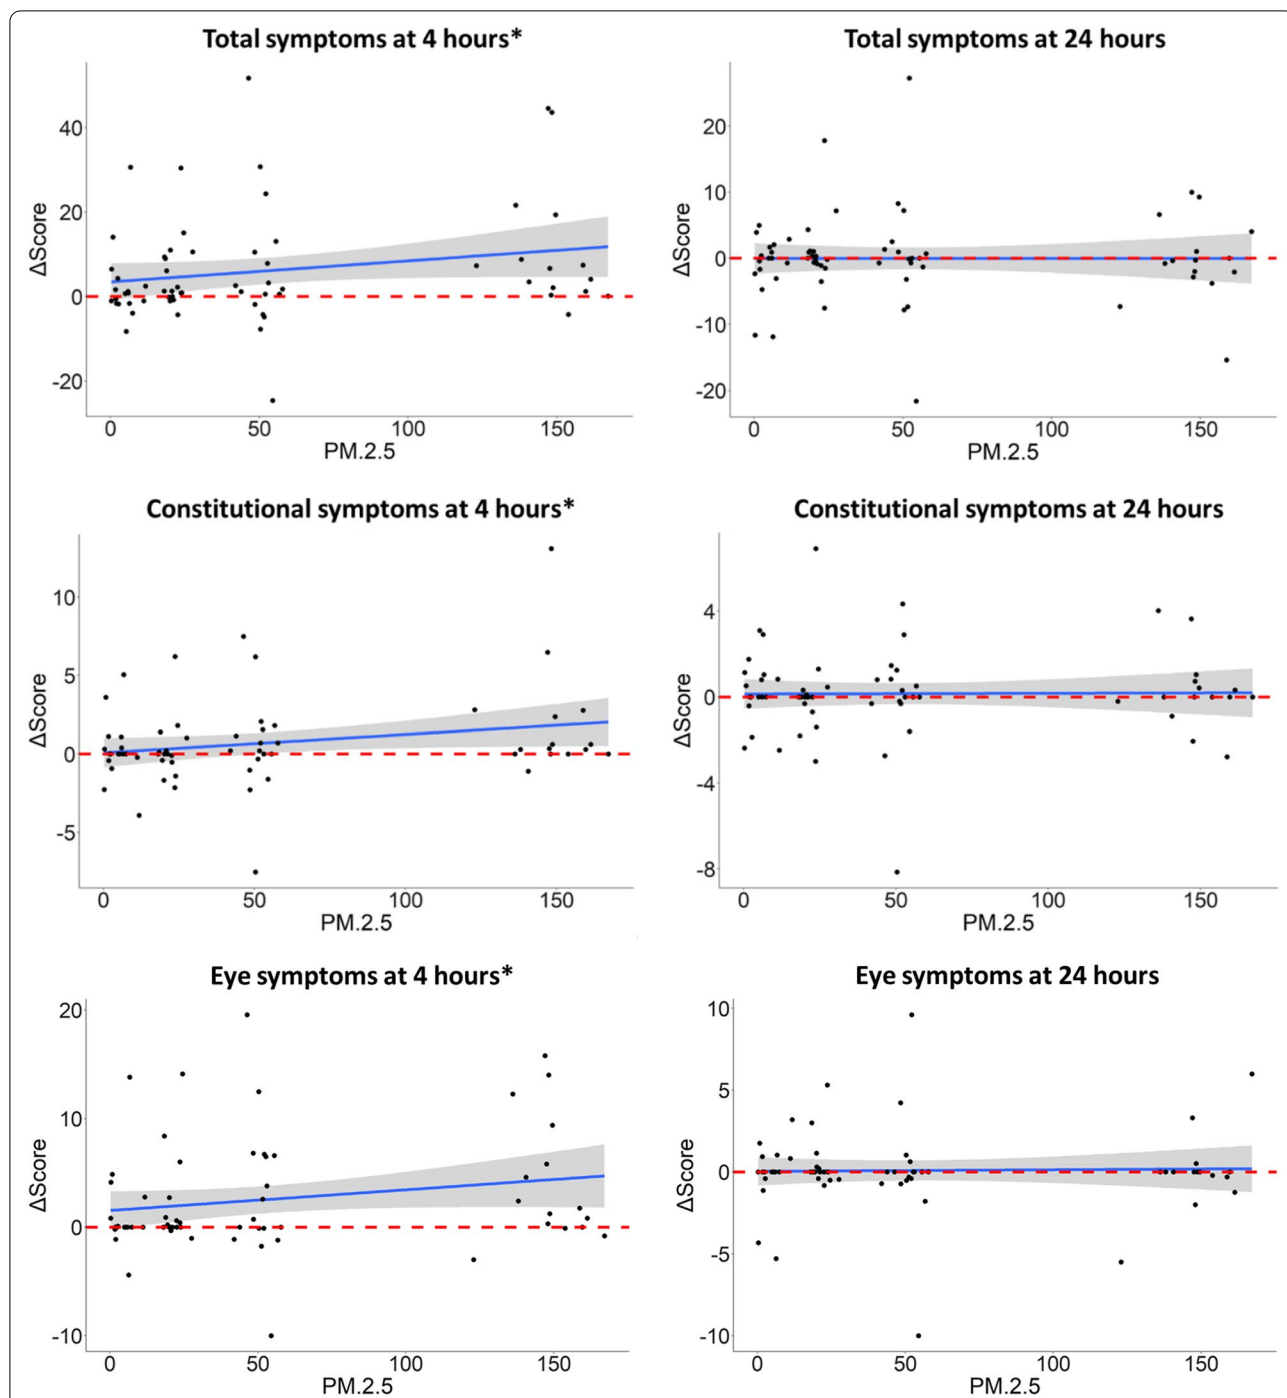 Total symptoms at 4 hours*
ΔScore
40
20
0
-20
0 50 100 150
PM.2.5
Total symptoms at 24 hours
ΔScore
20
10
0
-10
-20
0 50 100 150
PM.2.5
Constitutional symptoms at 4 hours*
ΔScore
10
5
0
-5
0 50 100 150
PM.2.5
Constitutional symptoms at 24 hours
ΔScore
4
0
-4
-8
0 50 100 150
PM.2.5
Eye symptoms at 4 hours*
ΔScore
20
10
0
-10
0 50 100 150
PM.2.5
Eye symptoms at 24 hours
ΔScore
10
5
0
-5
-10
0 50 100 150
PM.2.5